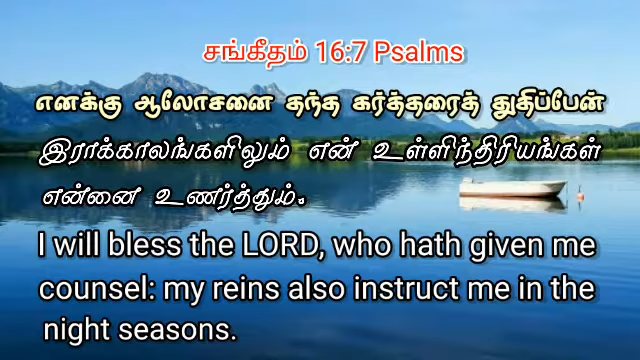 சங்கீதம் 16:7 Psalms
எனக்கு ஆலோசனை தந்த கர்த்தரைத் துதிப்பேன்
இராக்காலங்களிலும் என் உள்ளிந்திரியங்கள்
என்னை உணர்த்தும்.
I will bless the LORD, who hath given me
counsel: my reins also instruct me in the
night seasons.